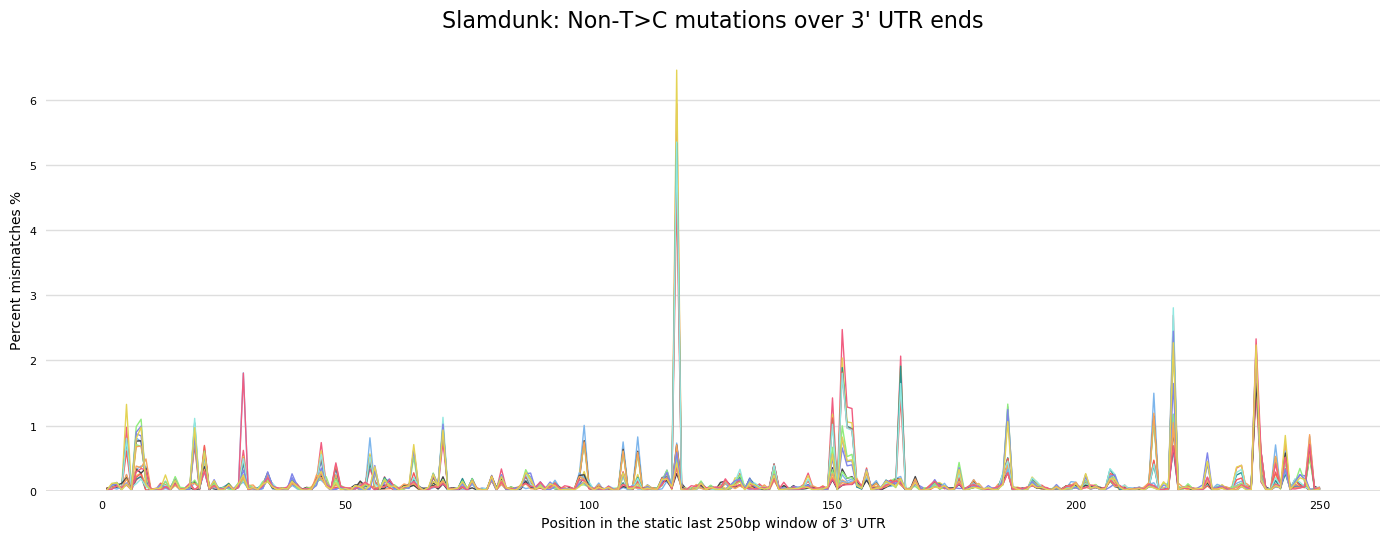 Slamdunk: Non-T>C mutations over 3' UTR ends
Percent mismatches %
6
5
4
3
2
1
0
0 50 100 150 200 250
Position in the static last 250bp window of 3' UTR